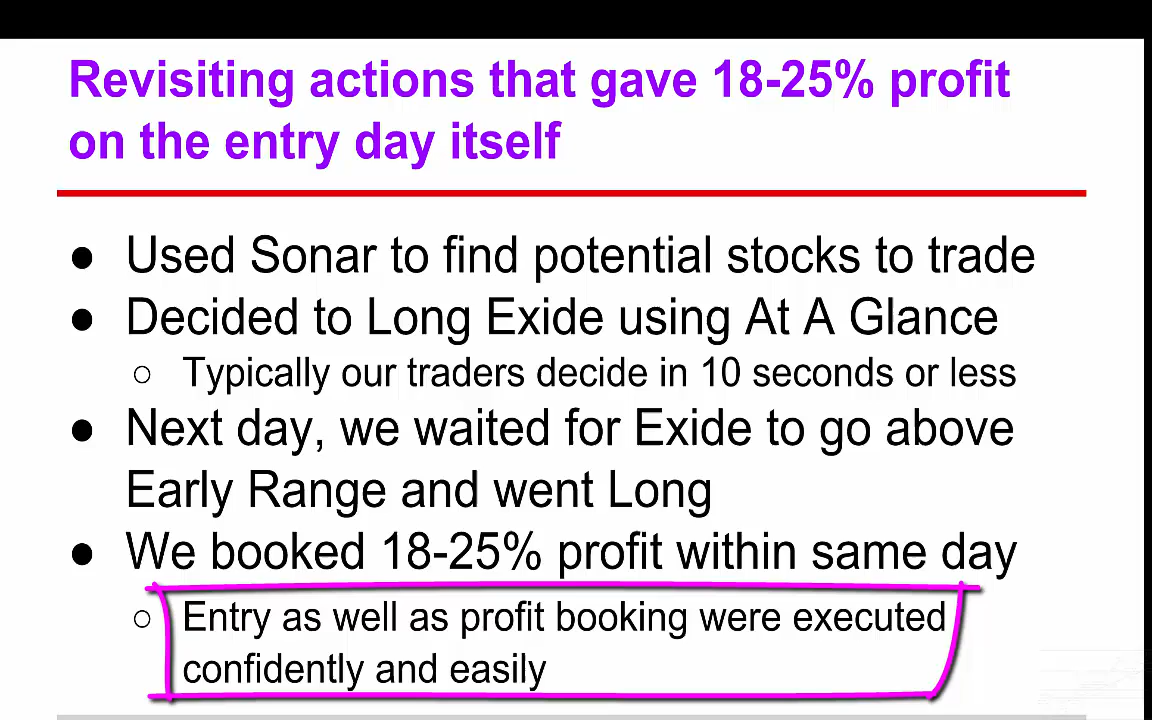 Revisiting actions that gave 18-25% profit
on the entry day itself
● Used Sonar to find potential stocks to trade
● Decided to Long Exide using At A Glance
○ Typically our traders decide in 10 seconds or less
● Next day, we waited for Exide to go above
Early Range and went Long
● We booked 18-25% profit within same day
○ Entry as well as profit booking were executed
confidently and easily